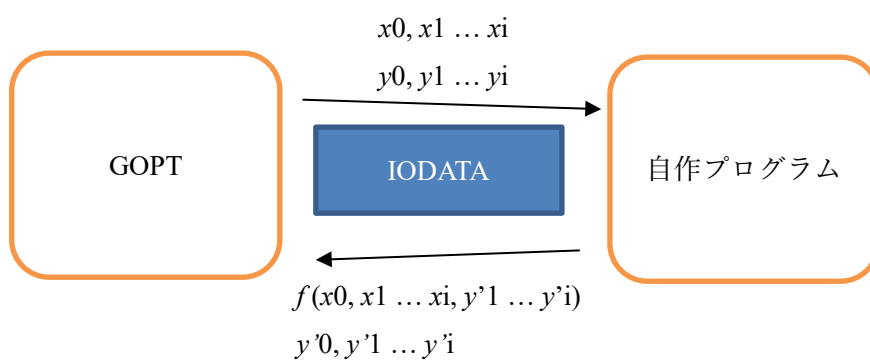 x0, x1 … xi
y0, y1 … yi
GOPT
IODATA
自作プログラム
f(x0, x1 … xi, y’1 … y’i)
y’0, y’1 … y’i